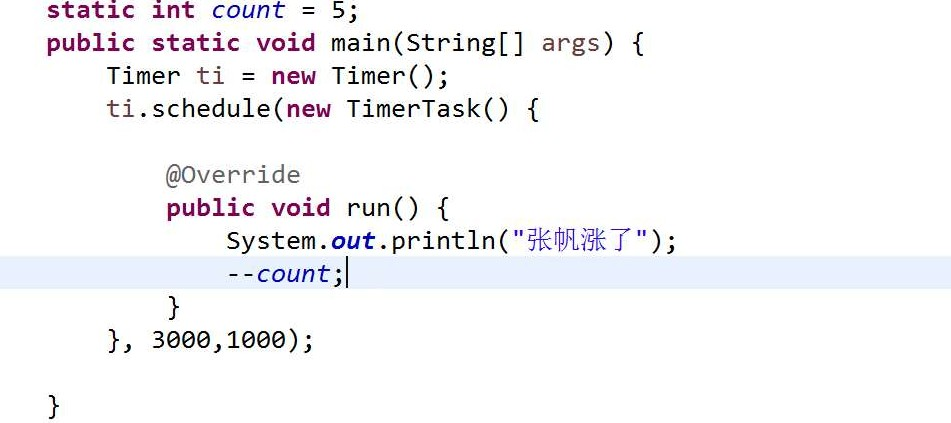 static int count = 5;
public static void main(String[] args) {
Timer ti = new Timer();
ti.schedule(new TimerTask() {
@Override
public void run() {
System.out.println("张帆涨了");
--count;
}
}, 3000,1000);
}